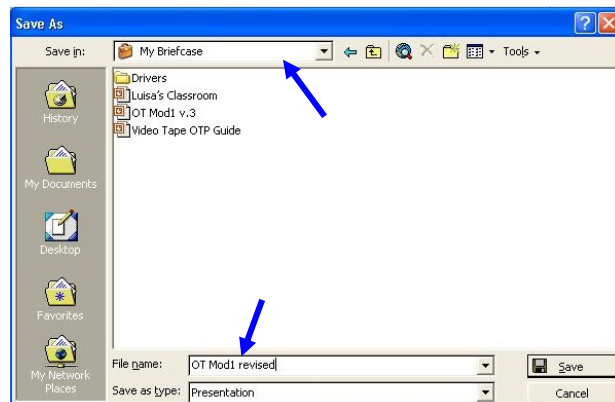 Save As
Save in: My Briefcase Tools
Drivers
Luisa's Classroom
OT Mod1 v.3
Video Tape OTP Guide
History
My Documents
Desktop
Favorites
My Network
Places
File name: OT Mod1 revised Save
Save as type: Presentation Cancel